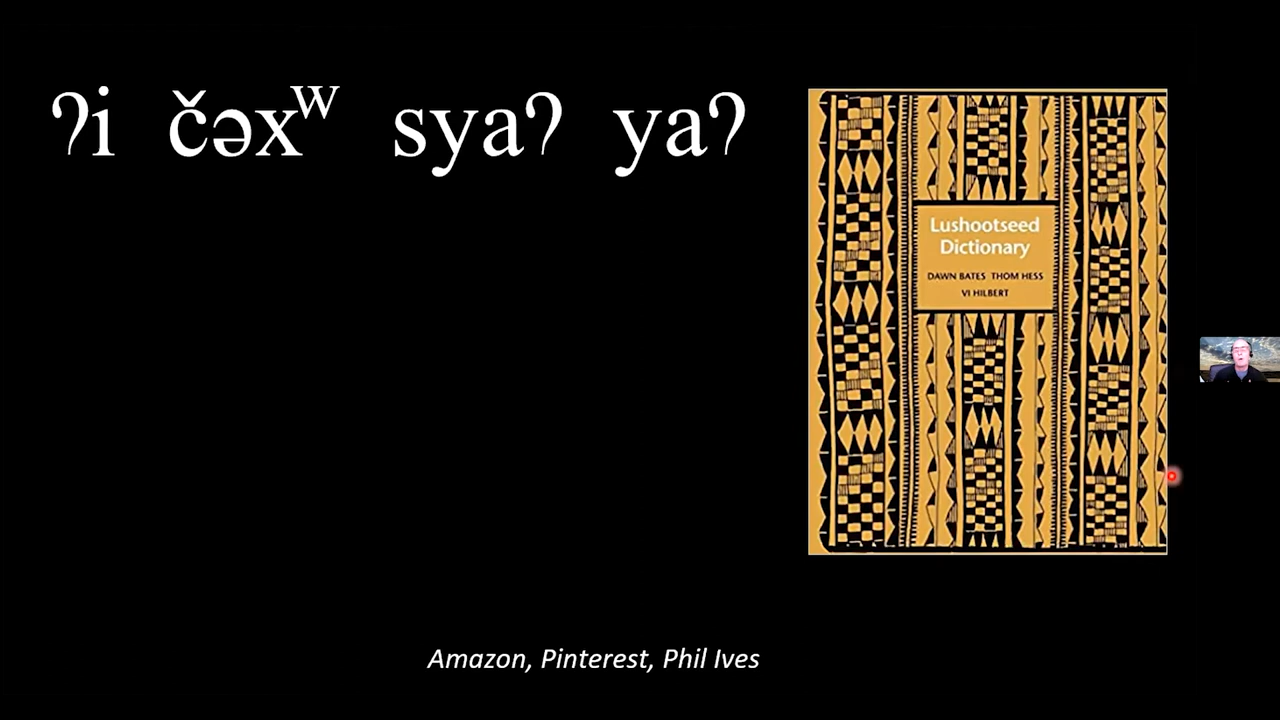 ʔi čəxʷ syaʔ yaʔ
Lushootseed
Dictionary
DAWN BATES THOM HESS
VI HILBERT
Amazon, Pinterest, Phil Ives